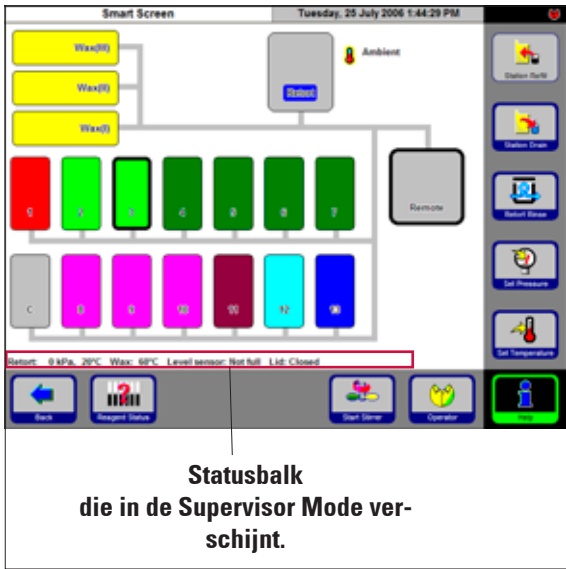 Smart Screen Tuesday, 25 July 2006 1:44:29 PM
Wax(III)
Wax(II)
Wax(I)
Retort
Ambient
Remote
1 2 3 4 5 6 7
C 8 9 10 11 12 13
Retort: 0 kPa, 20°C Wax: 60°C Level sensor: Not full Lid: Closed
Station Refill
Station Drain
Retort Rinse
Set Pressure
Set Temperature
Back Reagent Status Start Stirrer Operator Help
Statusbalk
die in de Supervisor Mode ver-
schijnt.